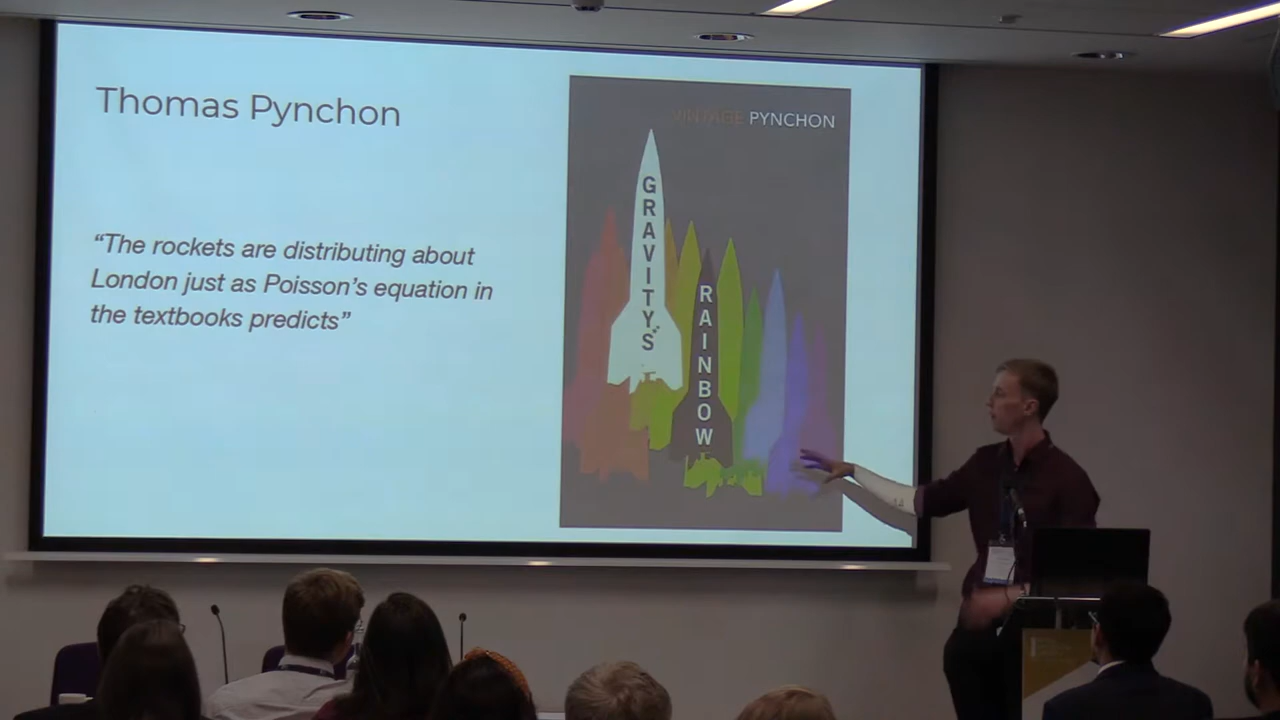 Thomas Pynchon
“The rockets are distributing about
London just as Poisson’s equation in
the textbooks predicts”
VINTAGE PYNCHON
GRAVITY'S
RAINBOW